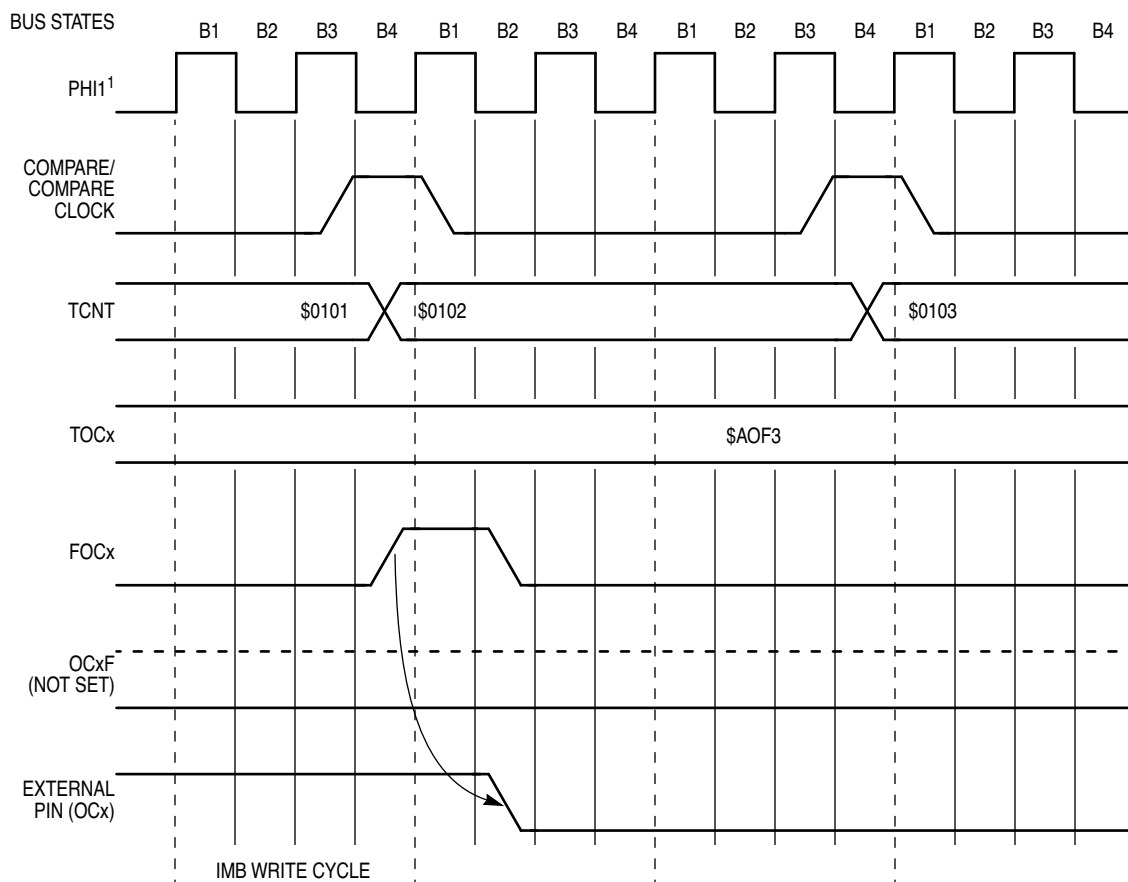 BUS STATES
B1 B2 B3 B4 B1 B2 B3 B4 B1 B2 B3 B4 B1 B2 B3 B4
PHI1¹
COMPARE/
COMPARE
CLOCK
TCNT
$0101
$0102
$0103
TOCx
$AOF3
FOCx
OCxF
(NOT SET)
EXTERNAL
PIN (OCx)
IMB WRITE CYCLE